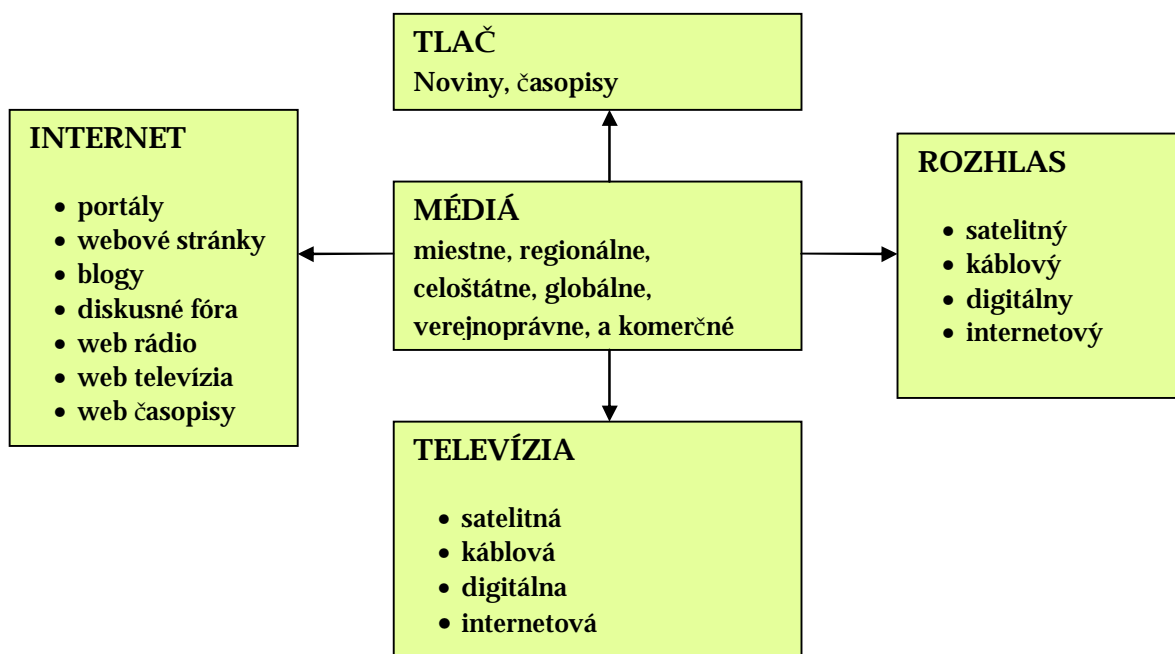 TLAČ
Noviny, časopisy
INTERNET
• portály
• webové stránky
• blogy
• diskusné fóra
• web rádio
• web televízia
• web časopisy
MÉDIÁ
miestne, regionálne,
celoštátne, globálne,
verejnoprávne, a komerčné
ROZHLAS
• satelitný
• káblový
• digitálny
• internetový
TELEVÍZIA
• satelitná
• káblová
• digitálna
• internetová